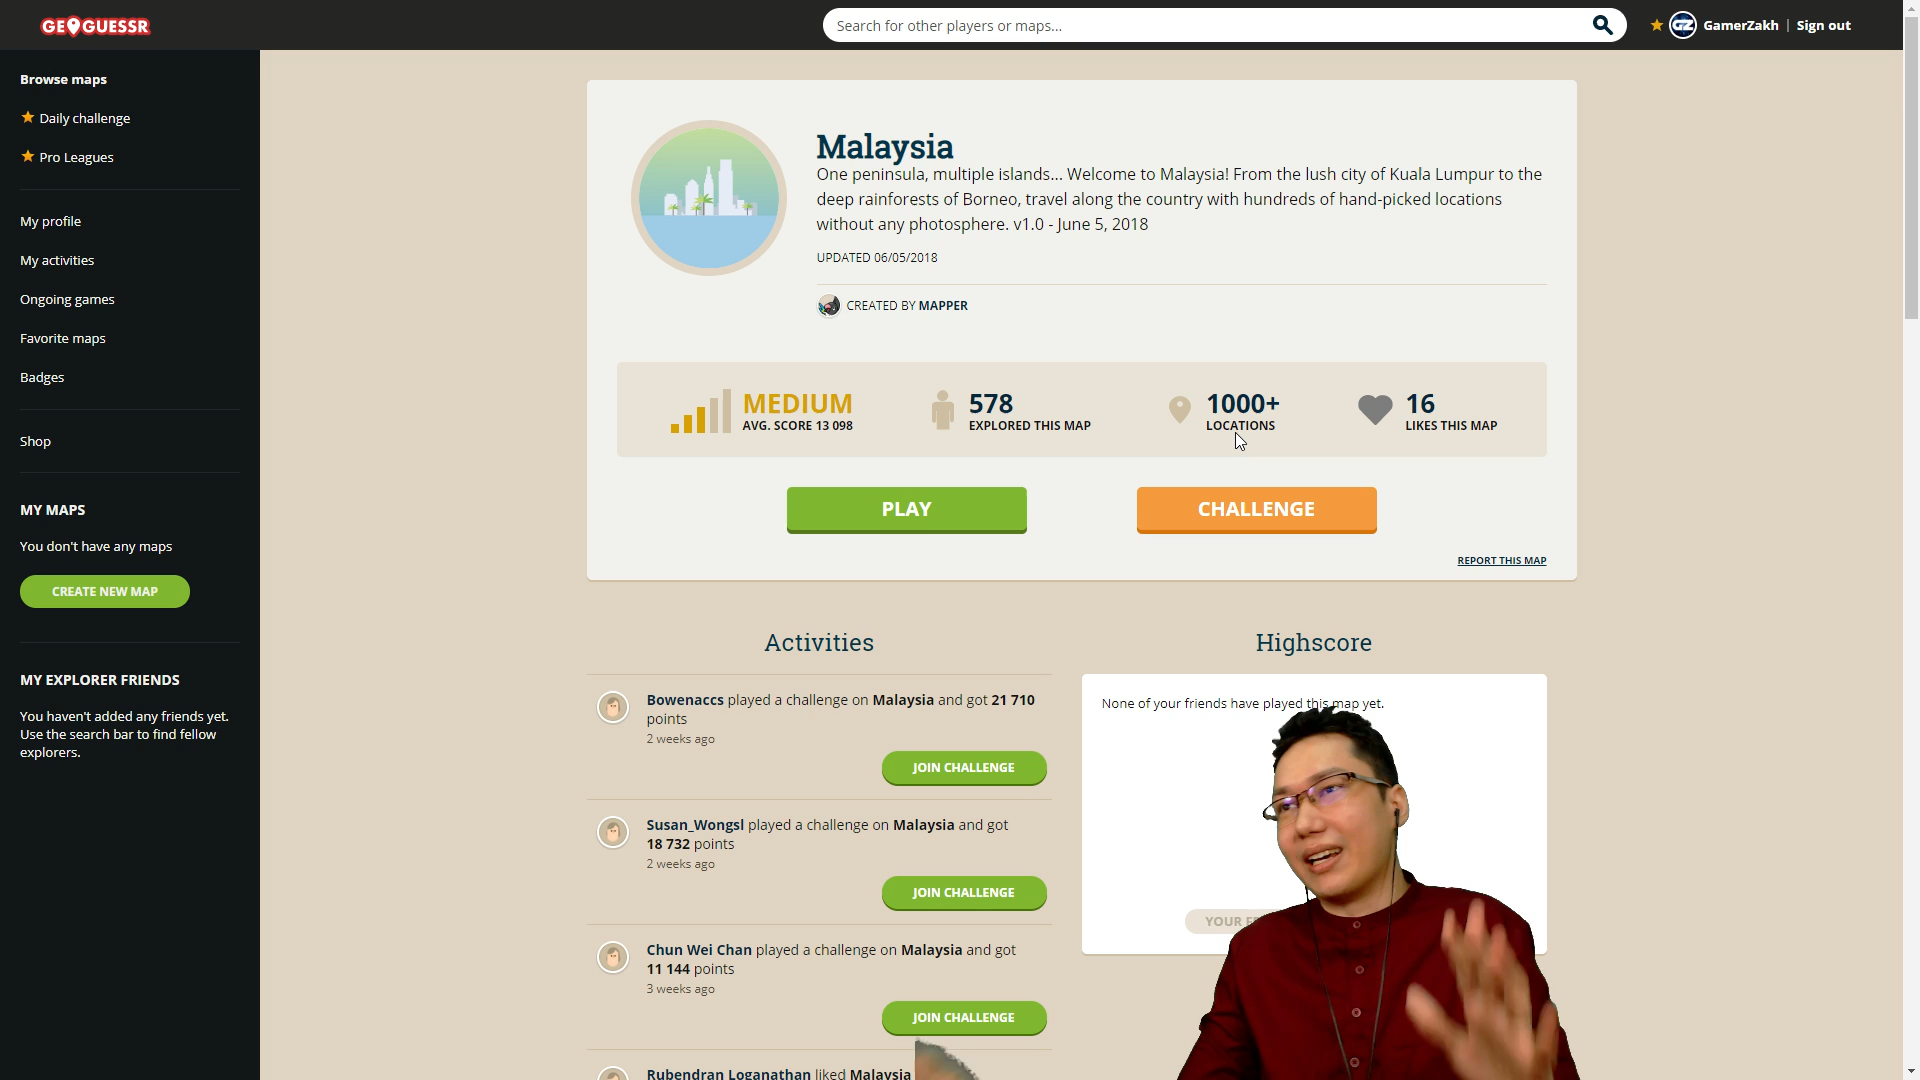 GEOGUESSR
Search for other players or maps...
GZ GamerZakh | Sign out
Browse maps
Daily challenge
Pro Leagues
My profile
My activities
Ongoing games
Favorite maps
Badges
Shop
MY MAPS
You don't have any maps
CREATE NEW MAP
MY EXPLORER FRIENDS
You haven't added any friends yet.
Use the search bar to find fellow
explorers.
Malaysia
One peninsula, multiple islands... Welcome to Malaysia! From the lush city of Kuala Lumpur to the
deep rainforests of Borneo, travel along the country with hundreds of hand-picked locations
without any photosphere. v1.0 - June 5, 2018
UPDATED 06/05/2018
CREATED BY MAPPER
MEDIUM
AVG. SCORE 13 098
578
EXPLORED THIS MAP
1000+
LOCATIONS
16
LIKES THIS MAP
PLAY
CHALLENGE
REPORT THIS MAP
Activities
Bowenaccs played a challenge on Malaysia and got 21 710
points
2 weeks ago
JOIN CHALLENGE
Susan_Wongsl played a challenge on Malaysia and got
18 732 points
2 weeks ago
JOIN CHALLENGE
Chun Wei Chan played a challenge on Malaysia and got
11 144 points
3 weeks ago
JOIN CHALLENGE
Rubendran Loganathan liked Malaysia
Highscore
None of your friends have played this map yet.
YOUR